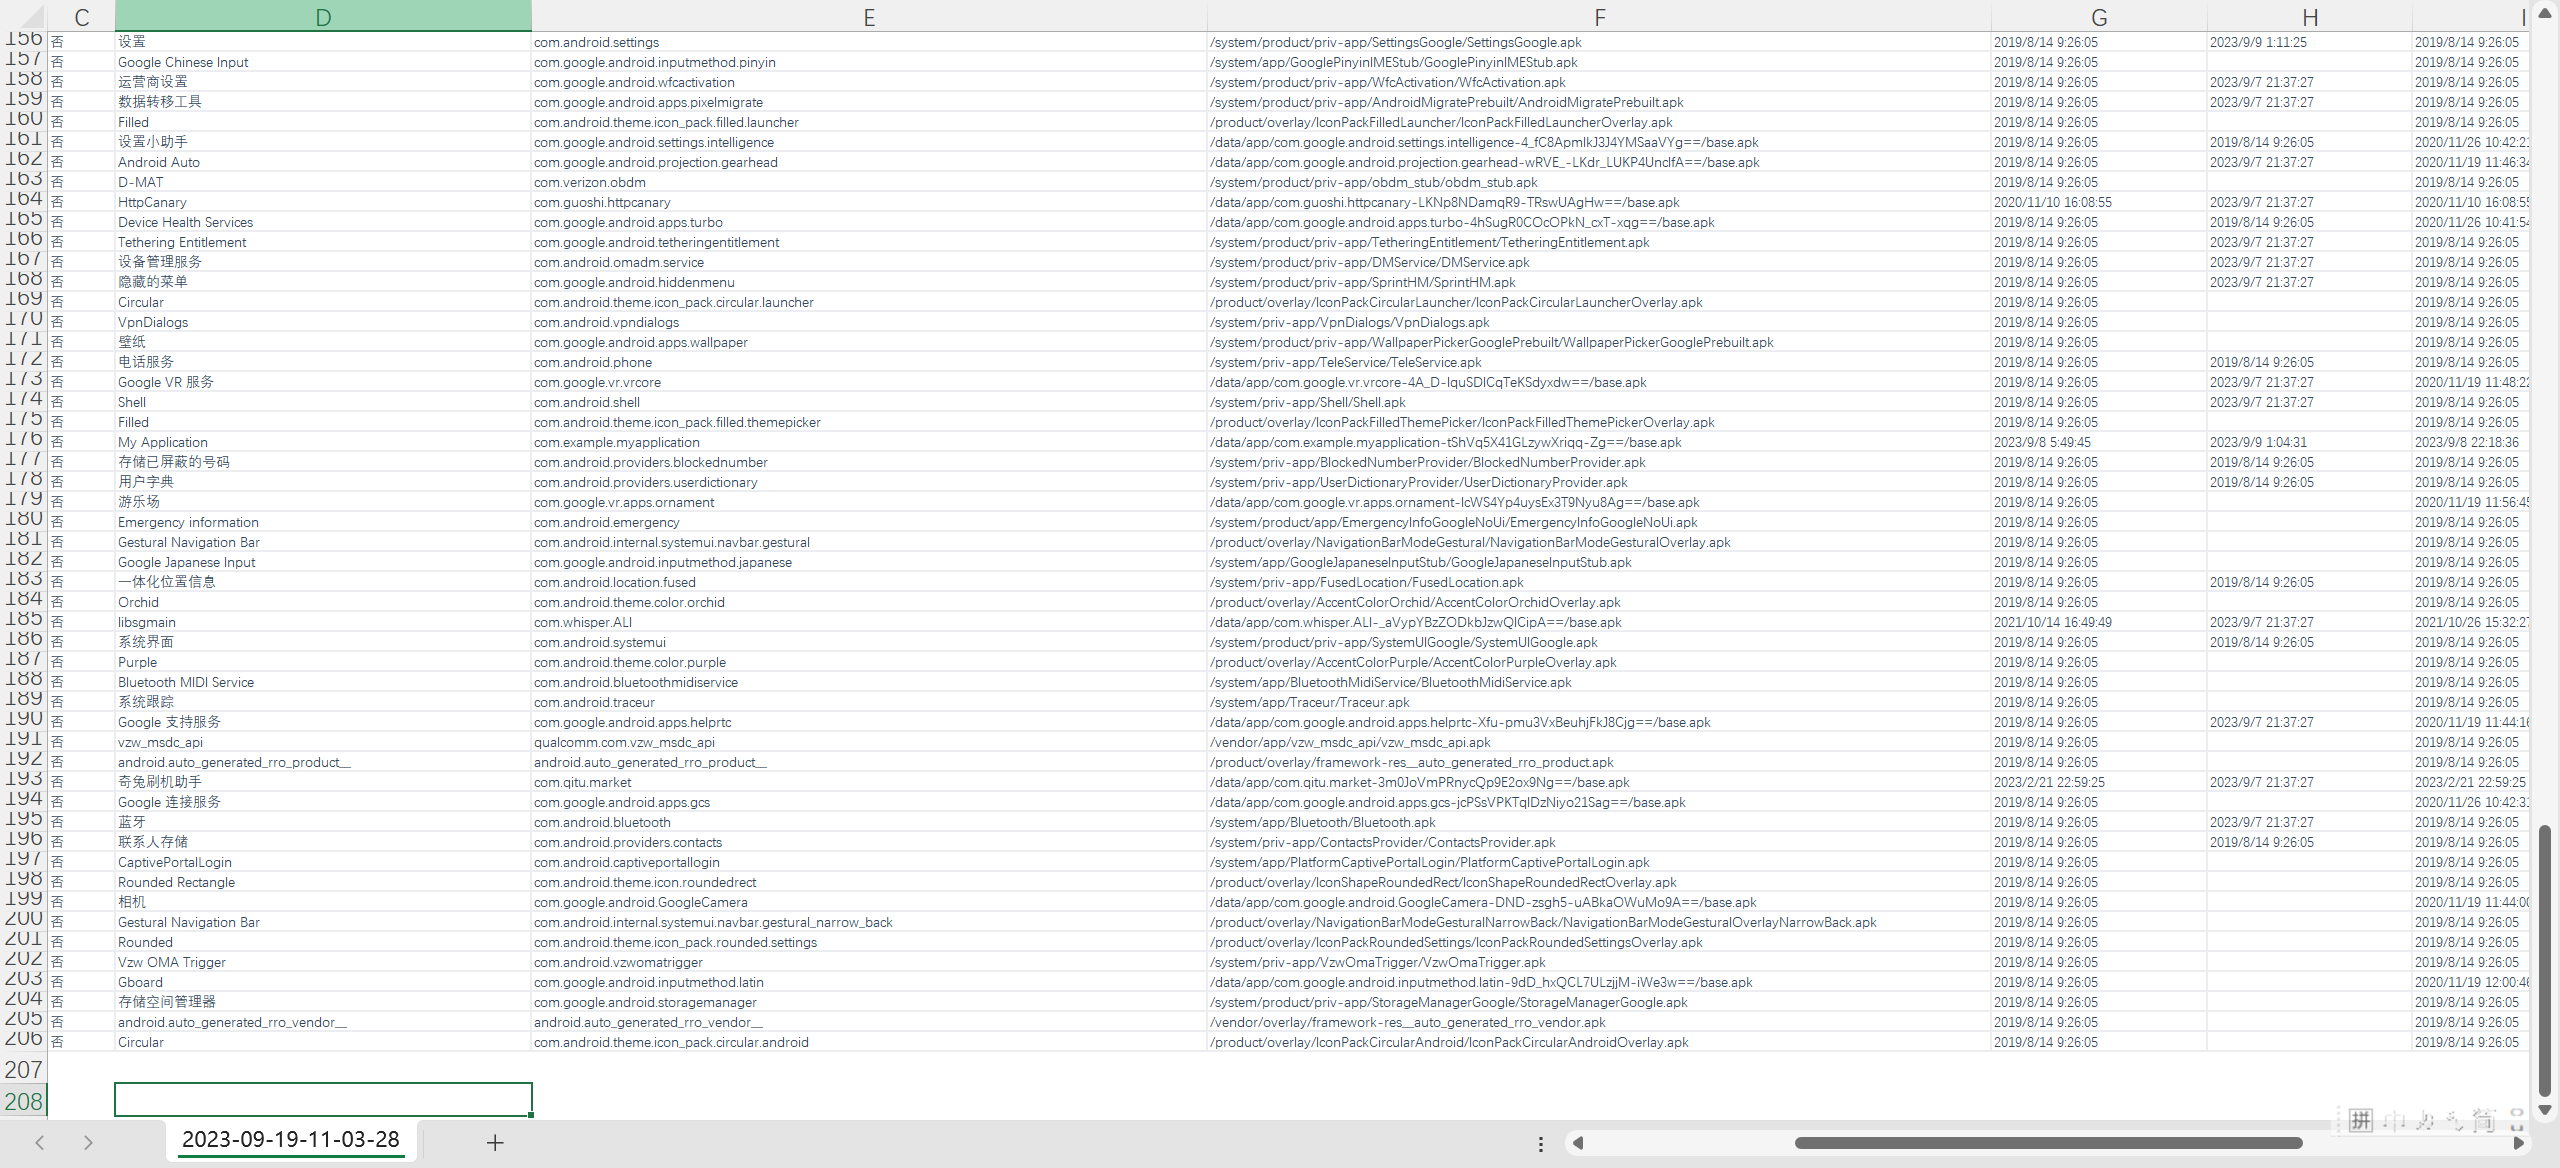 C D E F G H I
156 否 设置 com.android.settings /system/product/priv-app/SettingsGoogle/SettingsGoogle.apk 2019/8/14 9:26:05 2023/9/9 1:11:25 2019/8/14 9:26:05
157 否 Google Chinese Input com.google.android.inputmethod.pinyin /system/app/GooglePinyinIMEStub/GooglePinyinIMEStub.apk 2019/8/14 9:26:05 2019/8/14 9:26:05
158 否 运营商设置 com.google.android.wfcactivation /system/product/priv-app/WfcActivation/WfcActivation.apk 2019/8/14 9:26:05 2023/9/7 21:37:27 2019/8/14 9:26:05
159 否 数据转移工具 com.google.android.apps.pixelmigrate /system/product/priv-app/AndroidMigratePrebuilt/AndroidMigratePrebuilt.apk 2019/8/14 9:26:05 2023/9/7 21:37:27 2019/8/14 9:26:05
160 否 Filled com.android.theme.icon_pack.filled.launcher /product/overlay/IconPackFilledLauncher/IconPackFilledLauncherOverlay.apk 2019/8/14 9:26:05 2019/8/14 9:26:05
161 否 设置小助手 com.google.android.settings.intelligence /data/app/com.google.android.settings.intelligence-4_fC8ApmIkJ3J4YMSaaVYg==/base.apk 2019/8/14 9:26:05 2019/8/14 9:26:05 2020/11/26 10:42:21
162 否 Android Auto com.google.android.projection.gearhead /data/app/com.google.android.projection.gearhead-wRVE_-LKdr_LUKP4UncIfA==/base.apk 2019/8/14 9:26:05 2023/9/7 21:37:27 2020/11/19 11:46:34
163 否 D-MAT com.verizon.obdm /system/product/priv-app/obdm_stub/obdm_stub.apk 2019/8/14 9:26:05 2019/8/14 9:26:05
164 否 HttpCanary com.guoshi.httpcanary /data/app/com.guoshi.httpcanary-LKNp8NDamqR9-TRswUAgHw==/base.apk 2020/11/10 16:08:55 2023/9/7 21:37:27 2020/11/10 16:08:55
165 否 Device Health Services com.google.android.apps.turbo /data/app/com.google.android.apps.turbo-4hSugR0COcOPkN_cxT-xqg==/base.apk 2019/8/14 9:26:05 2019/8/14 9:26:05 2020/11/26 10:41:54
166 否 Tethering Entitlement com.google.android.tetheringentitlement /system/product/priv-app/TetheringEntitlement/TetheringEntitlement.apk 2019/8/14 9:26:05 2023/9/7 21:37:27 2019/8/14 9:26:05
167 否 设备管理服务 com.android.omadm.service /system/product/priv-app/DMService/DMService.apk 2019/8/14 9:26:05 2023/9/7 21:37:27 2019/8/14 9:26:05
168 否 隐藏的菜单 com.google.android.hiddenmenu /system/product/priv-app/SprintHM/SprintHM.apk 2019/8/14 9:26:05 2023/9/7 21:37:27 2019/8/14 9:26:05
169 否 Circular com.android.theme.icon_pack.circular.launcher /product/overlay/IconPackCircularLauncher/IconPackCircularLauncherOverlay.apk 2019/8/14 9:26:05 2019/8/14 9:26:05
170 否 VpnDialogs com.android.vpndialogs /system/priv-app/VpnDialogs/VpnDialogs.apk 2019/8/14 9:26:05 2019/8/14 9:26:05
171 否 壁纸 com.google.android.apps.wallpaper /system/product/priv-app/WallpaperPickerGooglePrebuilt/WallpaperPickerGooglePrebuilt.apk 2019/8/14 9:26:05 2019/8/14 9:26:05
172 否 电话服务 com.android.phone /system/priv-app/TeleService/TeleService.apk 2019/8/14 9:26:05 2019/8/14 9:26:05 2019/8/14 9:26:05
173 否 Google VR 服务 com.google.vr.vrcore /data/app/com.google.vr.vrcore-4A_D-IquSDICqTeKSdyxdw==/base.apk 2019/8/14 9:26:05 2023/9/7 21:37:27 2020/11/19 11:48:22
174 否 Shell com.android.shell /system/priv-app/Shell/Shell.apk 2019/8/14 9:26:05 2023/9/7 21:37:27 2019/8/14 9:26:05
175 否 Filled com.android.theme.icon_pack.filled.themepicker /product/overlay/IconPackFilledThemePicker/IconPackFilledThemePickerOverlay.apk 2019/8/14 9:26:05 2019/8/14 9:26:05
176 否 My Application com.example.myapplication /data/app/com.example.myapplication-tShVq5X41GLzywXriqq-Zg==/base.apk 2023/9/8 5:49:45 2023/9/9 1:04:31 2023/9/8 22:18:36
177 否 存储已屏蔽的号码 com.android.providers.blockednumber /system/priv-app/BlockedNumberProvider/BlockedNumberProvider.apk 2019/8/14 9:26:05 2019/8/14 9:26:05 2019/8/14 9:26:05
178 否 用户字典 com.android.providers.userdictionary /system/priv-app/UserDictionaryProvider/UserDictionaryProvider.apk 2019/8/14 9:26:05 2019/8/14 9:26:05 2019/8/14 9:26:05
179 否 游乐场 com.google.vr.apps.ornament /data/app/com.google.vr.apps.ornament-IcWS4Yp4uysEx3T9Nyu8Ag==/base.apk 2019/8/14 9:26:05 2020/11/19 11:56:45
180 否 Emergency information com.android.emergency /system/product/app/EmergencyInfoGoogleNoUi/EmergencyInfoGoogleNoUi.apk 2019/8/14 9:26:05 2019/8/14 9:26:05
181 否 Gestural Navigation Bar com.android.internal.systemui.navbar.gestural /product/overlay/NavigationBarModeGestural/NavigationBarModeGesturalOverlay.apk 2019/8/14 9:26:05 2019/8/14 9:26:05
182 否 Google Japanese Input com.google.android.inputmethod.japanese /system/app/GoogleJapaneseInputStub/GoogleJapaneseInputStub.apk 2019/8/14 9:26:05 2019/8/14 9:26:05
183 否 一体化位置信息 com.android.location.fused /system/priv-app/FusedLocation/FusedLocation.apk 2019/8/14 9:26:05 2019/8/14 9:26:05 2019/8/14 9:26:05
184 否 Orchid com.android.theme.color.orchid /product/overlay/AccentColorOrchid/AccentColorOrchidOverlay.apk 2019/8/14 9:26:05 2019/8/14 9:26:05
185 否 libsgmain com.whisper.ALI /data/app/com.whisper.ALI-_aVypYBzZODkbJzwQICipA==/base.apk 2021/10/14 16:49:49 2023/9/7 21:37:27 2021/10/26 15:32:27
186 否 系统界面 com.android.systemui /system/product/priv-app/SystemUIGoogle/SystemUIGoogle.apk 2019/8/14 9:26:05 2019/8/14 9:26:05 2019/8/14 9:26:05
187 否 Purple com.android.theme.color.purple /product/overlay/AccentColorPurple/AccentColorPurpleOverlay.apk 2019/8/14 9:26:05 2019/8/14 9:26:05
188 否 Bluetooth MIDI Service com.android.bluetoothmidiservice /system/app/BluetoothMidiService/BluetoothMidiService.apk 2019/8/14 9:26:05 2019/8/14 9:26:05
189 否 系统跟踪 com.android.traceur /system/app/Traceur/Traceur.apk 2019/8/14 9:26:05 2019/8/14 9:26:05
190 否 Google 支持服务 com.google.android.apps.helprtc /data/app/com.google.android.apps.helprtc-Xfu-pmu3VxBeuhjFkJ8Cjg==/base.apk 2019/8/14 9:26:05 2023/9/7 21:37:27 2020/11/19 11:44:16
191 否 vzw_msdc_api qualcomm.com.vzw_msdc_api /vendor/app/vzw_msdc_api/vzw_msdc_api.apk 2019/8/14 9:26:05 2019/8/14 9:26:05
192 否 android.auto_generated_rro_product__ android.auto_generated_rro_product__ /product/overlay/framework-res__auto_generated_rro_product.apk 2019/8/14 9:26:05 2019/8/14 9:26:05
193 否 奇兔刷机助手 com.qitu.market /data/app/com.qitu.market-3m0JoVmPRnycQp9E2ox9Ng==/base.apk 2023/2/21 22:59:25 2023/9/7 21:37:27 2023/2/21 22:59:25
194 否 Google 连接服务 com.google.android.apps.gcs /data/app/com.google.android.apps.gcs-jcPSsVPKTqIDzNiyo21Sag==/base.apk 2019/8/14 9:26:05 2020/11/26 10:42:31
195 否 蓝牙 com.android.bluetooth /system/app/Bluetooth/Bluetooth.apk 2019/8/14 9:26:05 2023/9/7 21:37:27 2019/8/14 9:26:05
196 否 联系人存储 com.android.providers.contacts /system/priv-app/ContactsProvider/ContactsProvider.apk 2019/8/14 9:26:05 2019/8/14 9:26:05 2019/8/14 9:26:05
197 否 CaptivePortalLogin com.android.captiveportallogin /system/app/PlatformCaptivePortalLogin/PlatformCaptivePortalLogin.apk 2019/8/14 9:26:05 2019/8/14 9:26:05
198 否 Rounded Rectangle com.android.theme.icon.roundedrect /product/overlay/IconShapeRoundedRect/IconShapeRoundedRectOverlay.apk 2019/8/14 9:26:05 2019/8/14 9:26:05
199 否 相机 com.google.android.GoogleCamera /data/app/com.google.android.GoogleCamera-DND-zsgh5-uABkaOWuMo9A==/base.apk 2019/8/14 9:26:05 2020/11/19 11:44:00
200 否 Gestural Navigation Bar com.android.internal.systemui.navbar.gestural_narrow_back /product/overlay/NavigationBarModeGesturalNarrowBack/NavigationBarModeGesturalOverlayNarrowBack.apk 2019/8/14 9:26:05 2019/8/14 9:26:05
201 否 Rounded com.android.theme.icon_pack.rounded.settings /product/overlay/IconPackRoundedSettings/IconPackRoundedSettingsOverlay.apk 2019/8/14 9:26:05 2019/8/14 9:26:05
202 否 Vzw OMA Trigger com.android.vzwomatrigger /system/priv-app/VzwOmaTrigger/VzwOmaTrigger.apk 2019/8/14 9:26:05 2019/8/14 9:26:05
203 否 Gboard com.google.android.inputmethod.latin /data/app/com.google.android.inputmethod.latin-9dD_hxQCL7ULzjjM-iWe3w==/base.apk 2019/8/14 9:26:05 2020/11/19 12:00:46
204 否 存储空间管理器 com.google.android.storagemanager /system/product/priv-app/StorageManagerGoogle/StorageManagerGoogle.apk 2019/8/14 9:26:05 2019/8/14 9:26:05
205 否 android.auto_generated_rro_vendor__ android.auto_generated_rro_vendor__ /vendor/overlay/framework-res__auto_generated_rro_vendor.apk 2019/8/14 9:26:05 2019/8/14 9:26:05
206 否 Circular com.android.theme.icon_pack.circular.android /product/overlay/IconPackCircularAndroid/IconPackCircularAndroidOverlay.apk 2019/8/14 9:26:05 2019/8/14 9:26:05
207
208
拼 中 简
2023-09-19-11-03-28